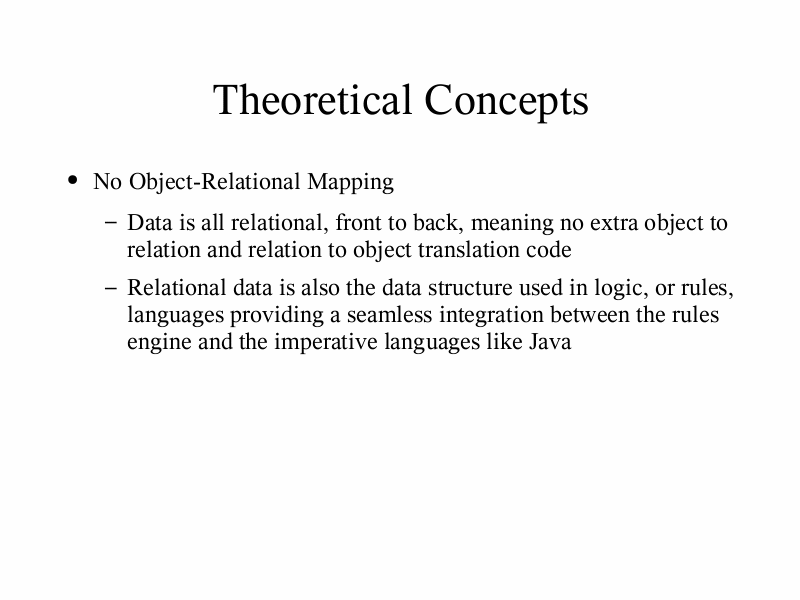 Theoretical Concepts
• No Object-Relational Mapping
– Data is all relational, front to back, meaning no extra object to
relation and relation to object translation code
– Relational data is also the data structure used in logic, or rules,
languages providing a seamless integration between the rules
engine and the imperative languages like Java